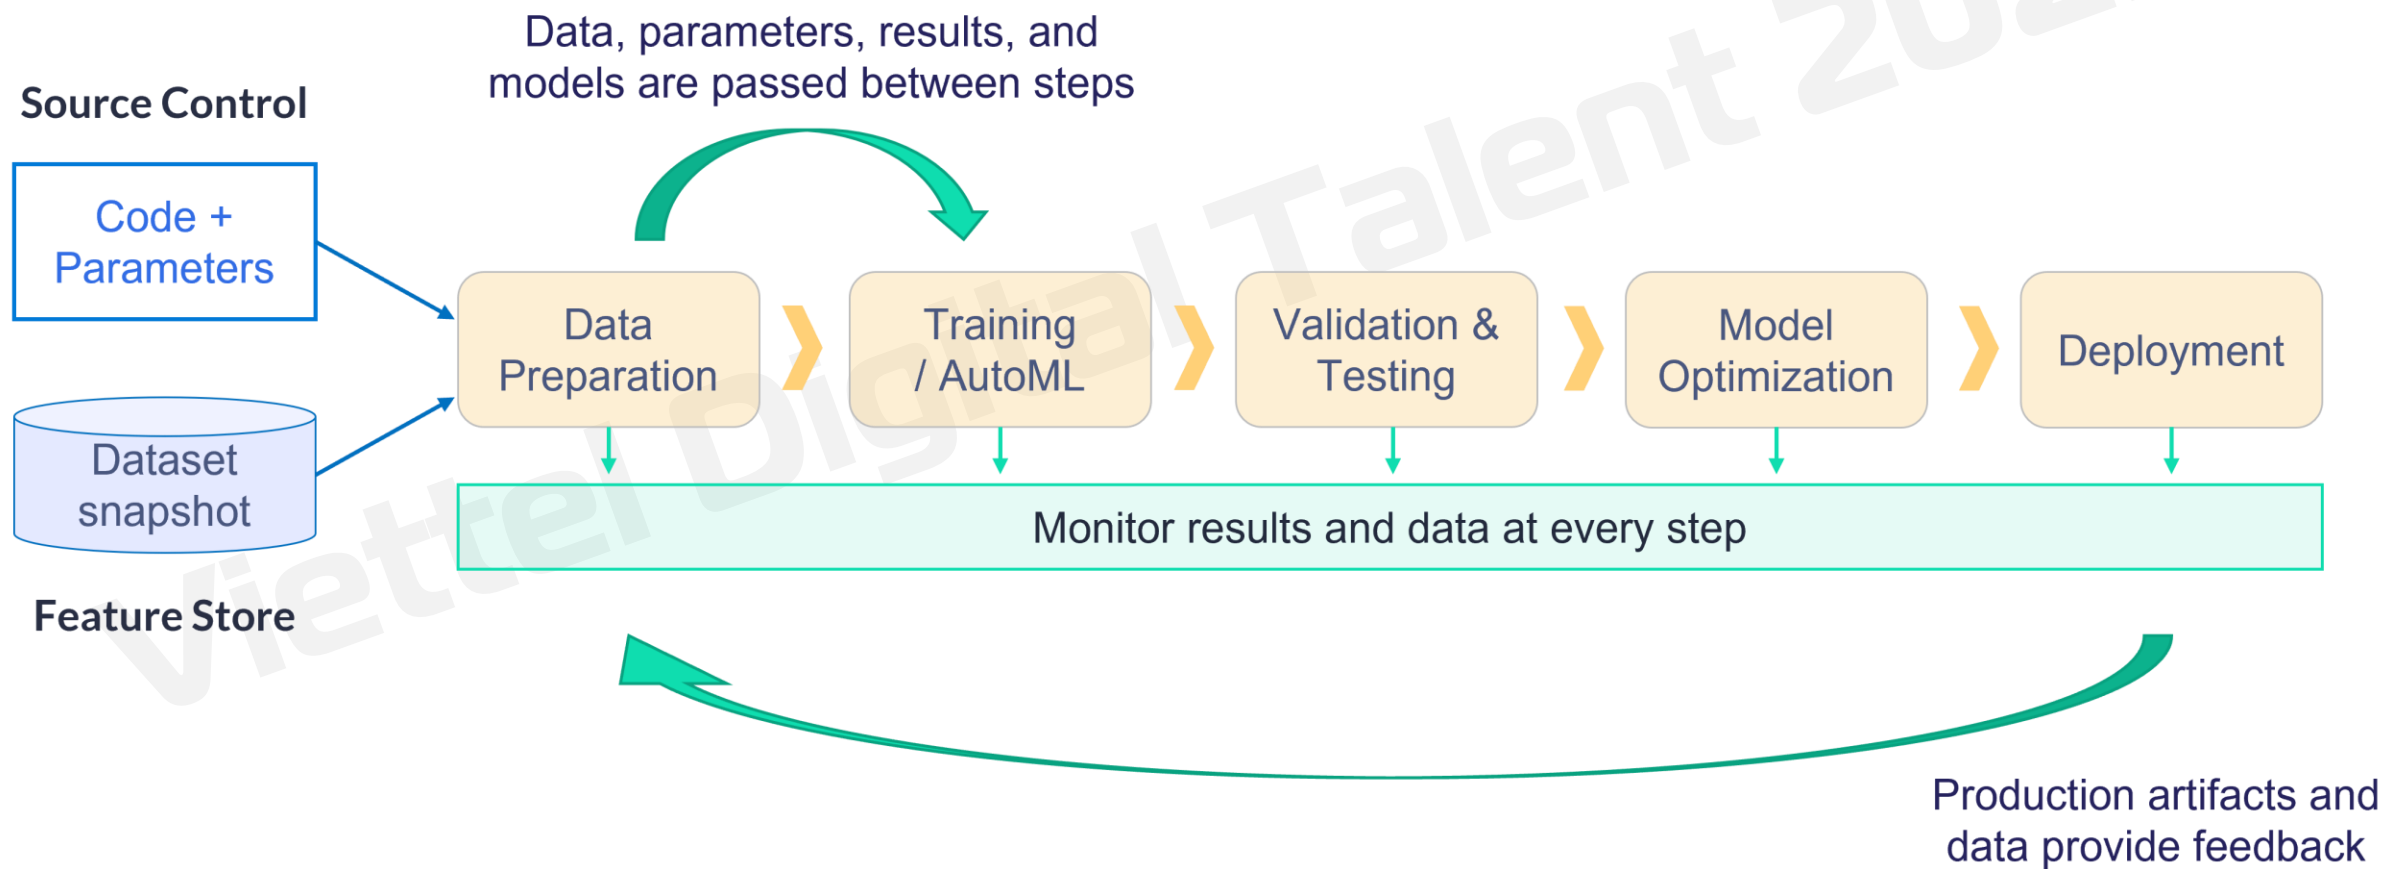 Data, parameters, results, and
models are passed between steps
Source Control
Code +
Parameters
Data
Preparation
Training
/ AutoML
Validation &
Testing
Model
Optimization
Deployment
Dataset
snapshot
Monitor results and data at every step
Feature Store
Production artifacts and
data provide feedback
Viettel Digital Talent